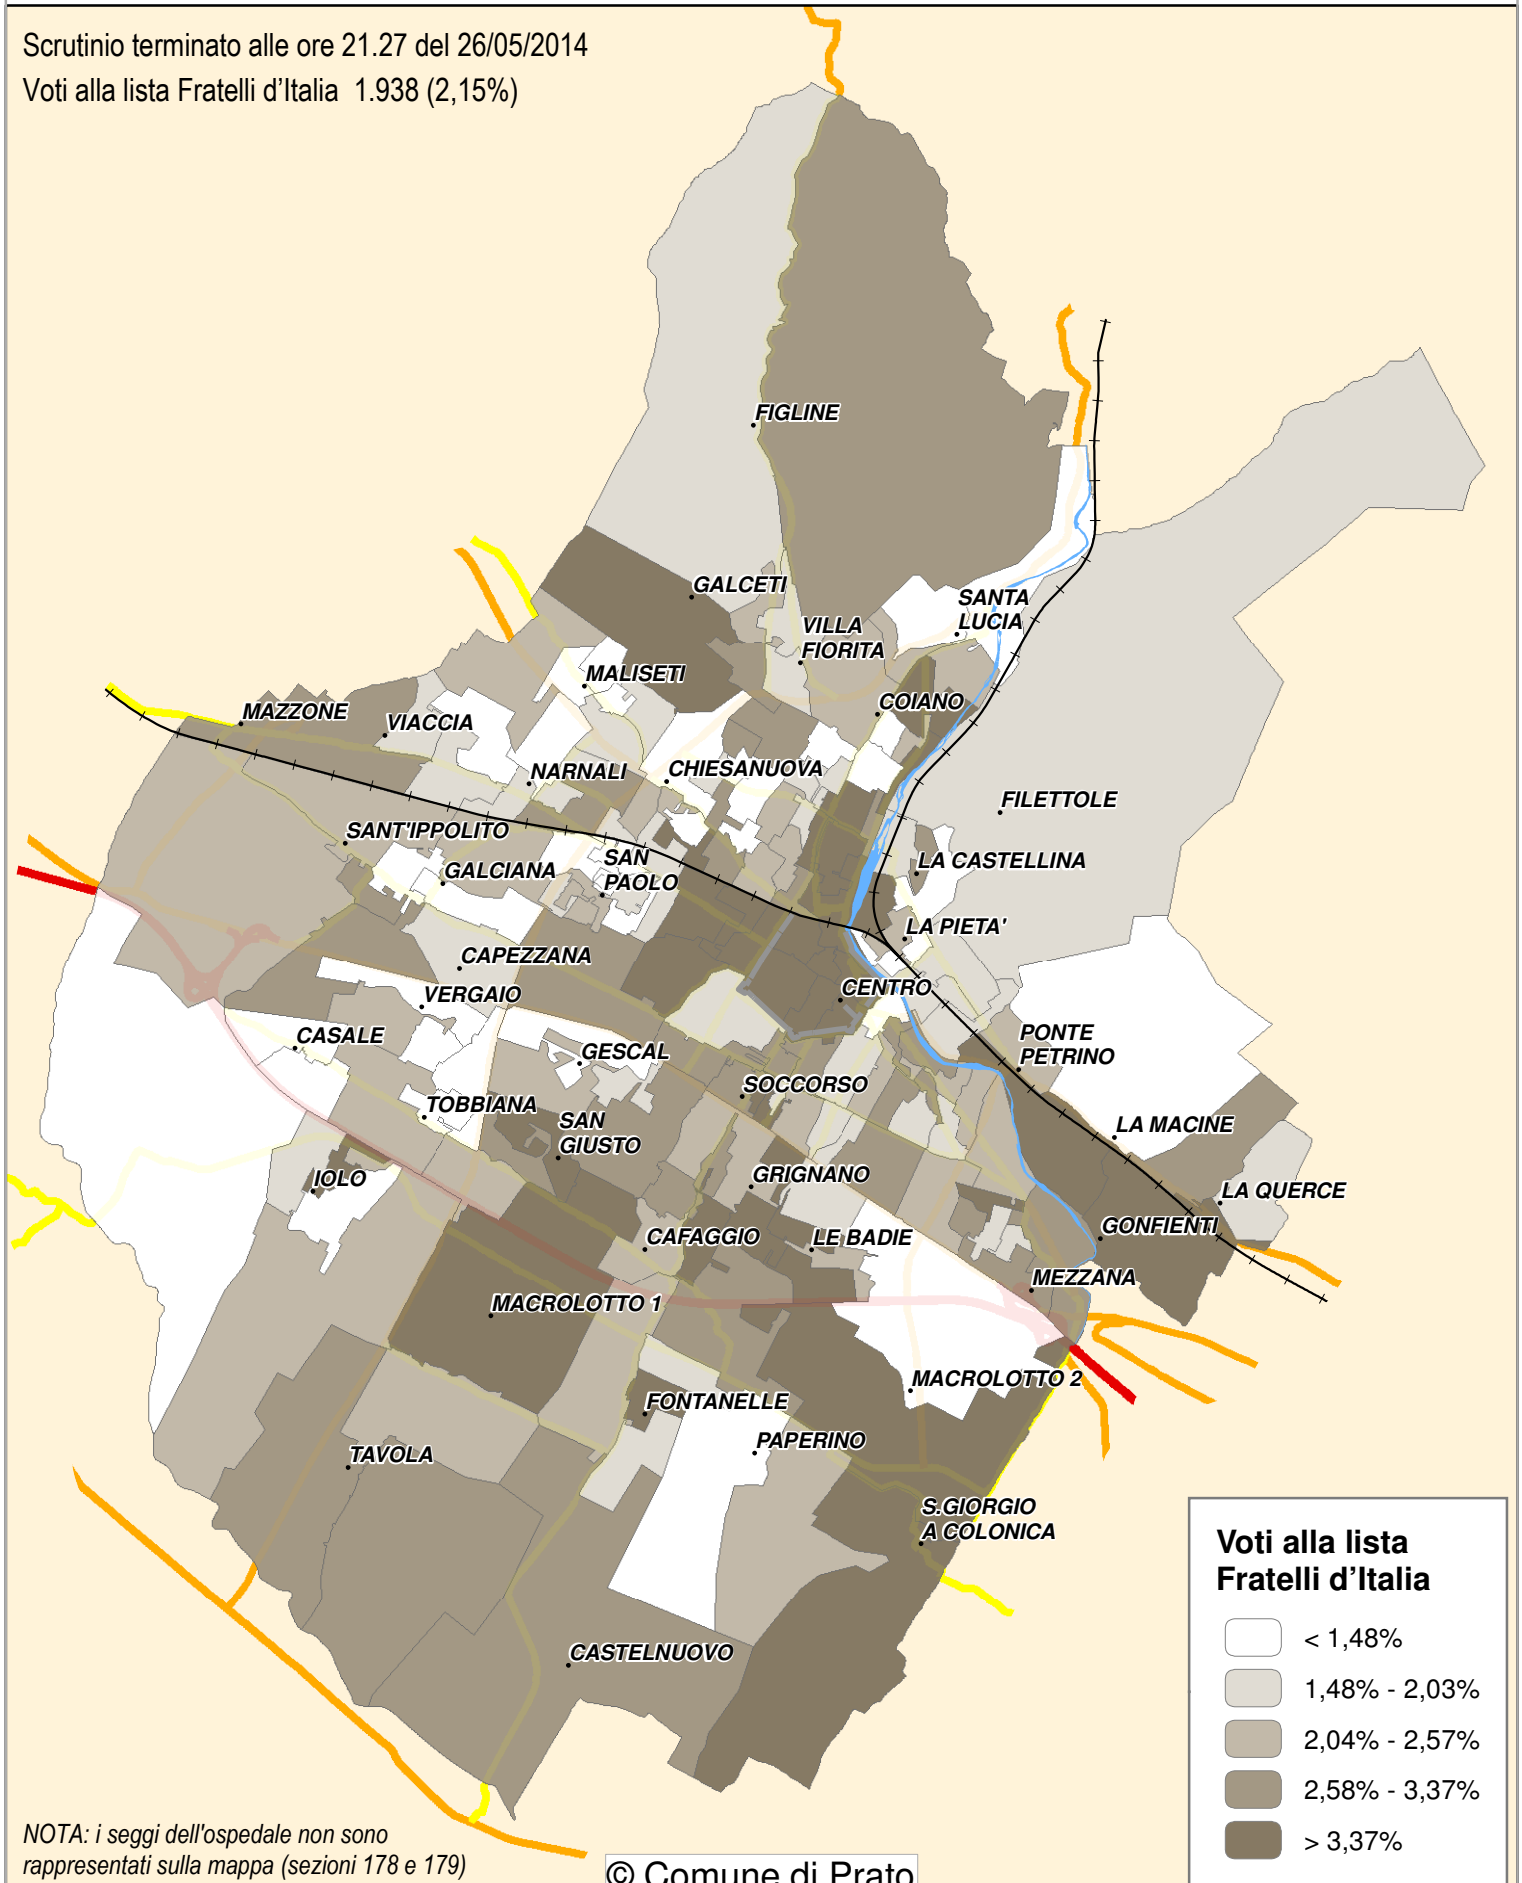 Scrutinio terminato alle ore 21.27 del 26/05/2014
Voti alla lista Fratelli d’Italia  1.938 (2,15%)
FIGLINE
GALCETI
SANTA
LUCIA
VILLA
FIORITA
MALISETI
COIANO
MAZZONE
VIACCIA
NARNALI
CHIESANUOVA
FILETTOLE
SANT'IPPOLITO
GALCIANA
SAN
PAOLO
LA CASTELLINA
LA PIETA'
CAPEZZANA
VERGAIO
CENTRO
CASALE
GESCAL
PONTE
PETRINO
SOCCORSO
TOBBIANA
SAN
GIUSTO
LA MACINE
IOLO
GRIGNANO
LA QUERCE
CAFAGGIO
LE BADIE
GONFIENTI
MEZZANA
MACROLOTTO 1
MACROLOTTO 2
FONTANELLE
PAPERINO
TAVOLA
S.GIORGIO
A COLONICA
CASTELNUOVO
Voti alla lista
Fratelli d’Italia
< 1,48%
1,48% - 2,03%
2,04% - 2,57%
2,58% - 3,37%
> 3,37%
NOTA: i seggi dell'ospedale non sono
rappresentati sulla mappa (sezioni 178 e 179)
© Comune di Prato